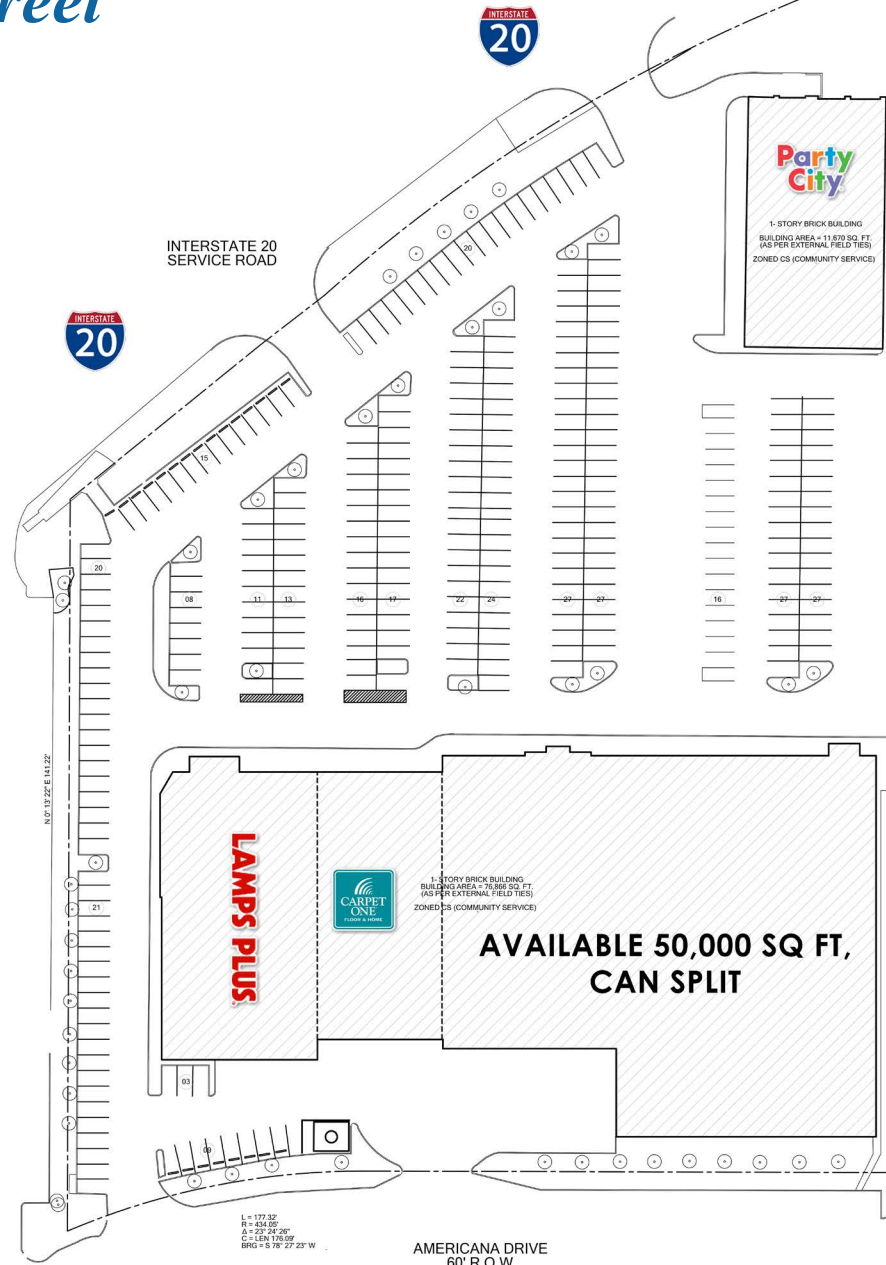 reet
INTERSTATE
20
Party
City
1- STORY BRICK BUILDING
BUILDING AREA = 11,670 SQ. FT.
(AS PER EXTERNAL FIELD TIES)
ZONED CS (COMMUNITY SERVICE)
INTERSTATE 20
SERVICE ROAD
20
INTERSTATE
20
15
20
08
11
13
16
17
22
24
27
27
16
27
27
N 0° 13' 22" E 141.22'
LAMPS PLUS
CARPET
ONE
FLOOR & HOME
1- STORY BRICK BUILDING
BUILDING AREA = 76,866 SQ. FT.
(AS PER EXTERNAL FIELD TIES)
ZONED CS (COMMUNITY SERVICE)
21
AVAILABLE 50,000 SQ FT,
CAN SPLIT
03
09
L = 177.32'
R = 434.05'
Δ = 23° 24' 26"
C = LEN 176.09'
BRG = S 78° 27' 23" W
AMERICANA DRIVE
60' R.O.W.